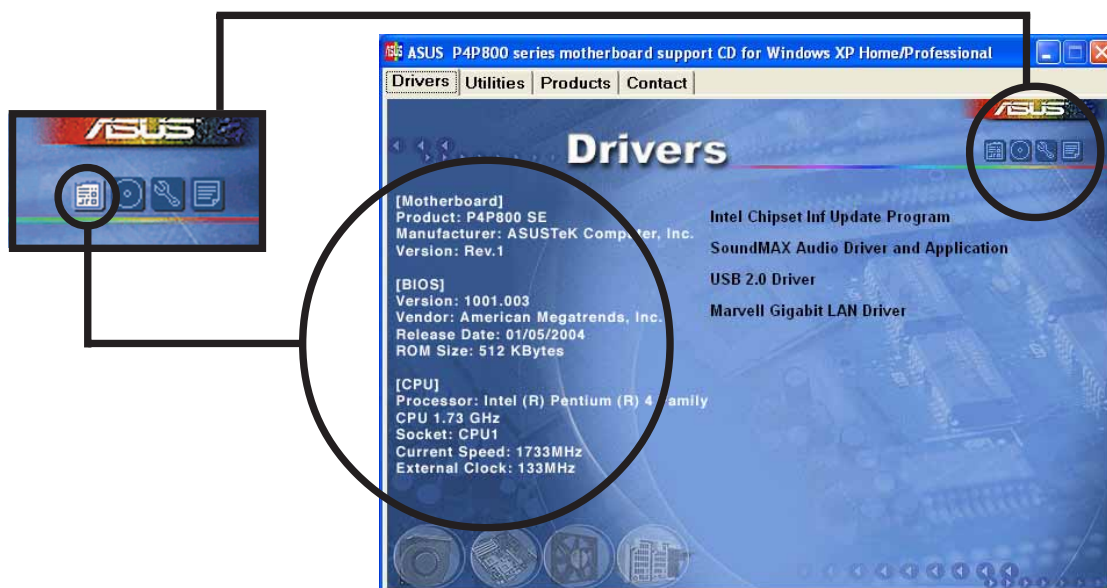 ASUS P4P800 series motherboard support CD for Windows XP Home/Professional
Drivers Utilities Products Contact
ASUS
ASUS
Drivers
[Motherboard]
Product: P4P800 SE
Manufacturer: ASUSTeK Computer, Inc.
Version: Rev.1
[BIOS]
Version: 1001.003
Vendor: American Megatrends, Inc.
Release Date: 01/05/2004
ROM Size: 512 KBytes
[CPU]
Processor: Intel (R) Pentium (R) 4 Family
CPU 1.73 GHz
Socket: CPU1
Current Speed: 1733MHz
External Clock: 133MHz
Intel Chipset Inf Update Program
SoundMAX Audio Driver and Application
USB 2.0 Driver
Marvell Gigabit LAN Driver